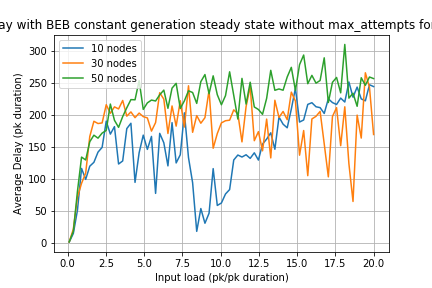 ay with BEB constant generation steady state without max_attempts for
10 nodes
30 nodes
50 nodes
Average Delay (pk duration)
300
250
200
150
100
50
0
0.0 2.5 5.0 7.5 10.0 12.5 15.0 17.5 20.0
Input load (pk/pk duration)